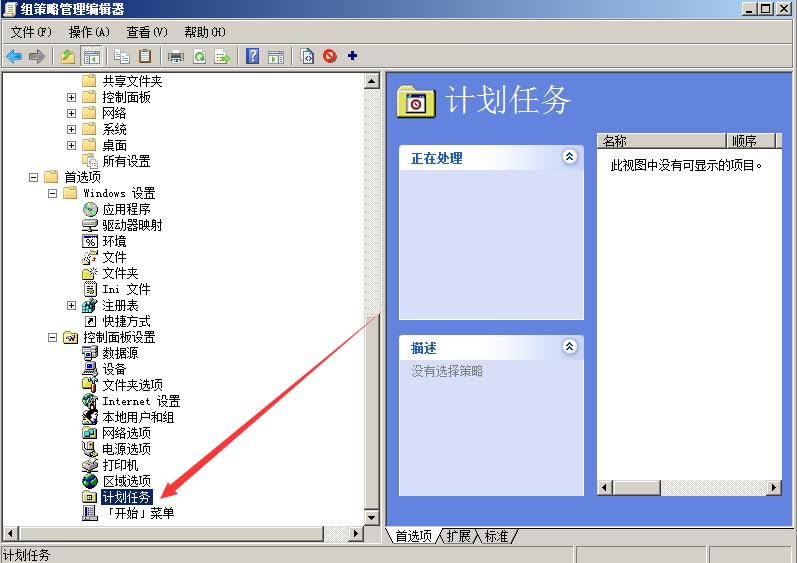 组策略管理编辑器
文件(F) 操作(A) 查看(V) 帮助(H)
共享文件夹
控制面板
网络
系统
桌面
所有设置
首选项
Windows 设置
应用程序
驱动器映射
环境
文件
文件夹
Ini 文件
注册表
快捷方式
控制面板设置
数据源
设备
文件夹选项
Internet 设置
本地用户和组
网络选项
电源选项
打印机
区域选项
计划任务
「开始」菜单
计划任务
正在处理
描述
没有选择策略
名称 顺序
此视图中没有可显示的项目。
首选项 扩展 标准
计划任务